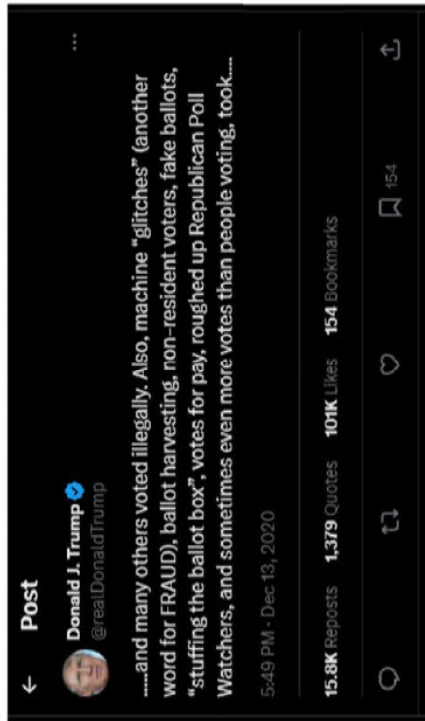 ← Post
Donald J. Trump
@realDonaldTrump
...
.....and many others voted illegally. Also, machine “glitches” (another
word for FRAUD), ballot harvesting, non-resident voters, fake ballots,
“stuffing the ballot box”, votes for pay, roughed up Republican Poll
Watchers, and sometimes even more votes than people voting, took....
5:49 PM · Dec 13, 2020
15.8K Reposts 1,379 Quotes 101K Likes 154 Bookmarks
154